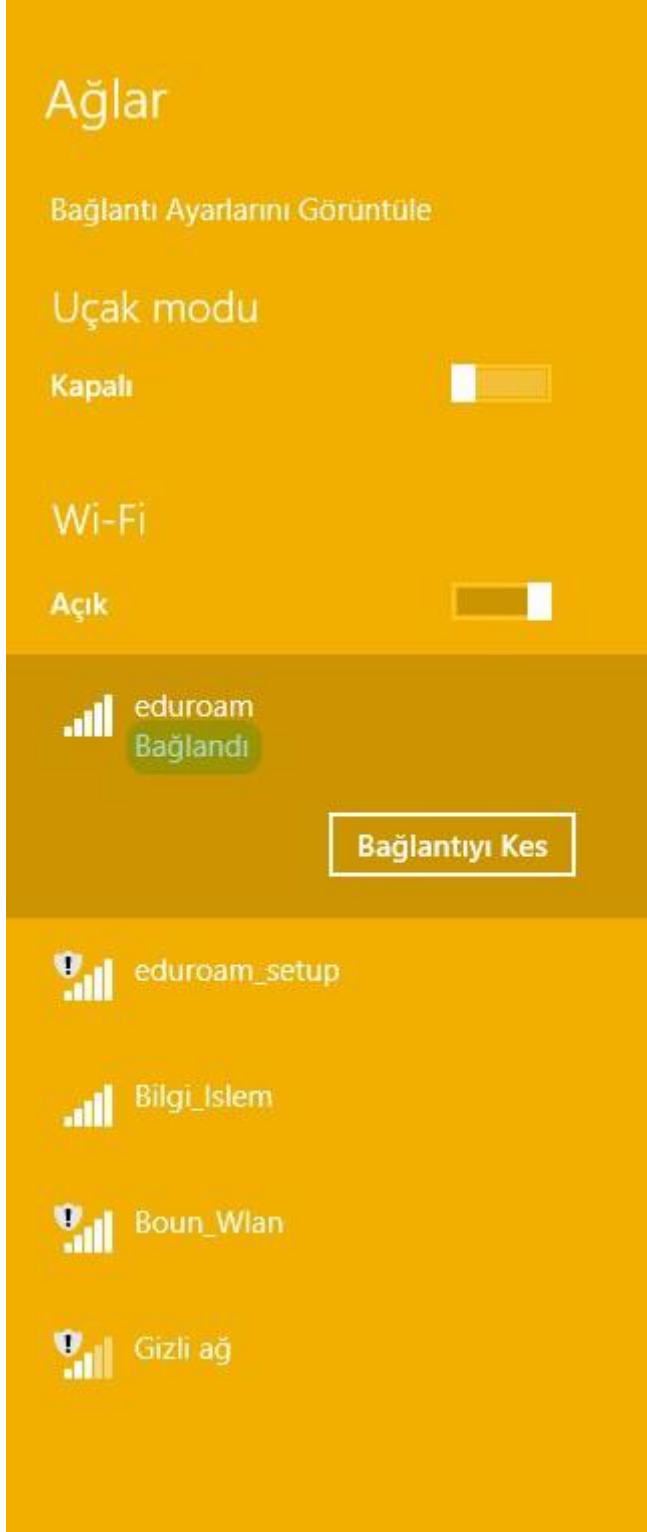 Ağlar
Bağlantı Ayarlarını Görüntüle
Uçak modu
Kapalı
Wi-Fi
Açık
eduroam
Bağlandı
Bağlantıyı Kes
eduroam_setup
Bilgi_Islem
Boun_Wlan
Gizli ağ